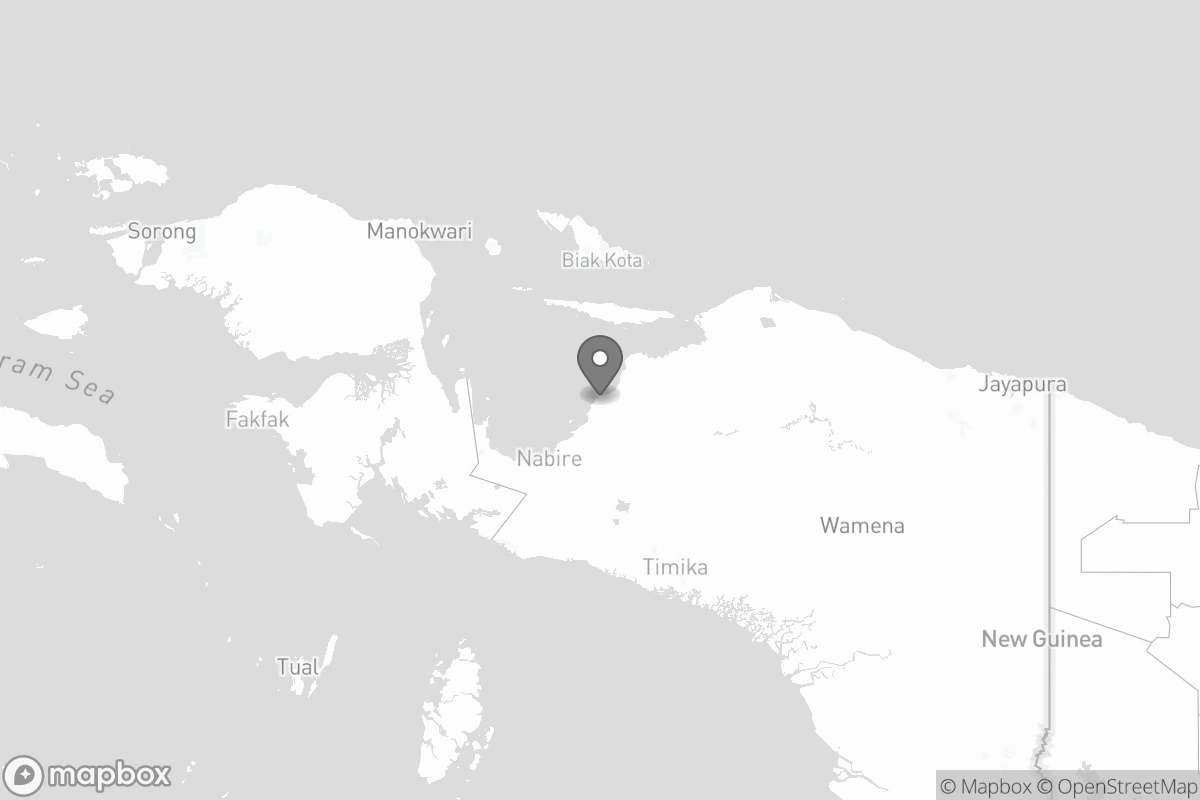 Sorong
Manokwari
Biak Kota
ram Sea
Jayapura
Fakfak
Nabire
Wamena
Timika
New Guinea
Tual
mapbox
© Mapbox © OpenStreetMap